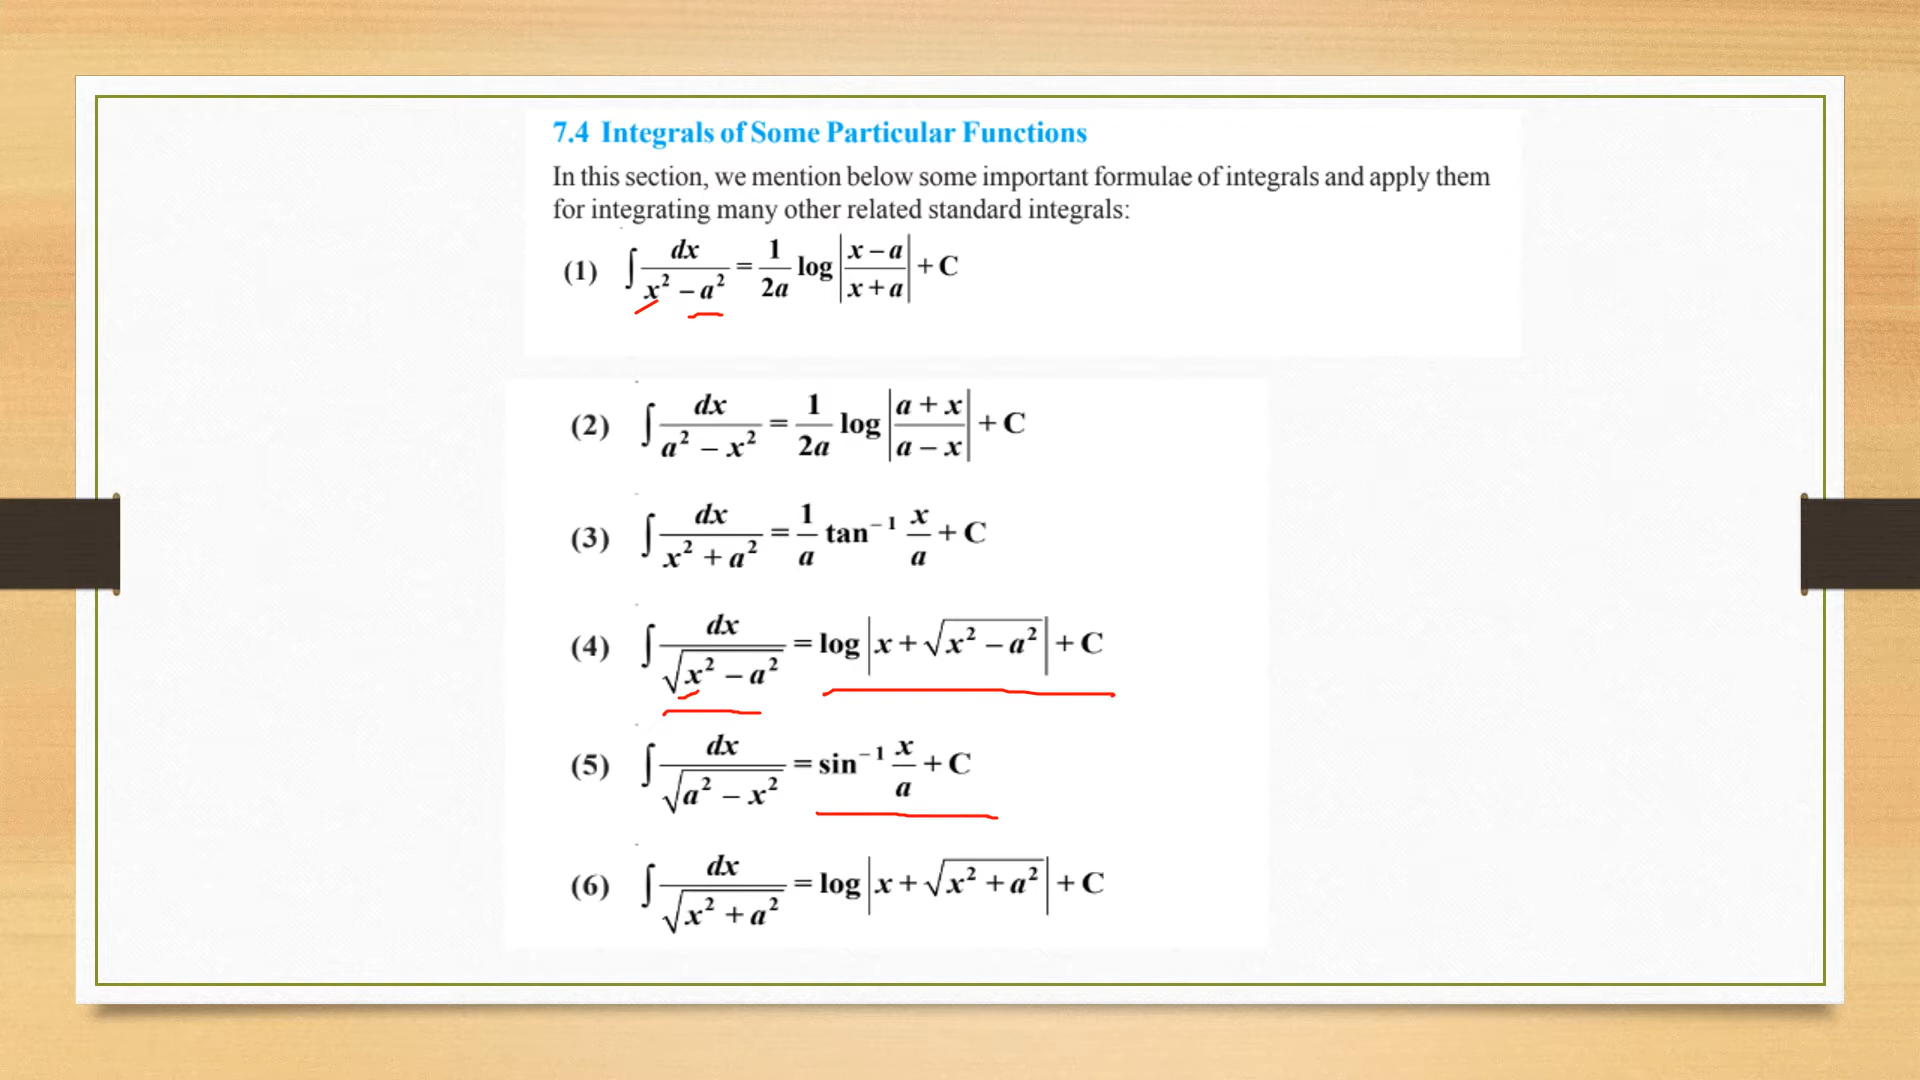 7.4 Integrals of Some Particular Functions
In this section, we mention below some important formulae of integrals and apply them
for integrating many other related standard integrals:
(1) ∫ dx/(x² − a²) = 1/2a log |(x − a)/(x + a)| + C
(2) ∫ dx/(a² − x²) = 1/2a log |(a + x)/(a − x)| + C
(3) ∫ dx/(x² + a²) = 1/a tan⁻¹ x/a + C
(4) ∫ dx/√(x² − a²) = log |x + √(x² − a²)| + C
(5) ∫ dx/√(a² − x²) = sin⁻¹ x/a + C
(6) ∫ dx/√(x² + a²) = log |x + √(x² + a²)| + C